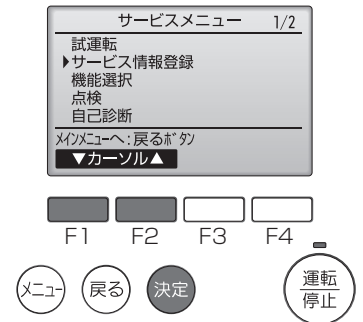 サービスメニュー 1/2
試運転
▶サービス情報登録
機能選択
点検
自己診断
ﾒｲﾝﾒﾆｭｰへ:戻るﾎﾞﾀﾝ
▼カーソル▲
F1 F2 F3 F4
ﾒﾆｭｰ 戻る 決定 運転
停止